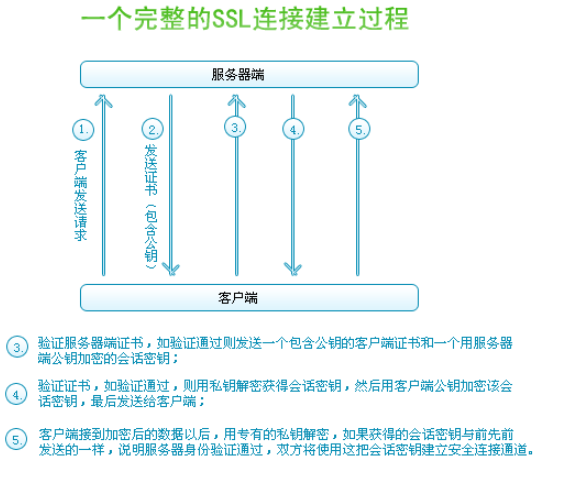 一个完整的SSL连接建立过程
服务器端
1.
客户端发送请求
2.
发送证书（包含公钥）
3.
4.
5.
客户端
3.
验证服务器端证书，如验证通过则发送一个包含公钥的客户端证书和一个用服务器
端公钥加密的会话密钥；
4.
验证证书，如验证通过，则用私钥解密获得会话密钥，然后用客户端公钥加密该会
话密钥，最后发送给客户端；
5.
客户端接到加密后的数据以后，用专有的私钥解密，如果获得的会话密钥与前先前
发送的一样，说明服务器身份验证通过，双方将使用这把会话密钥建立安全连接通道。